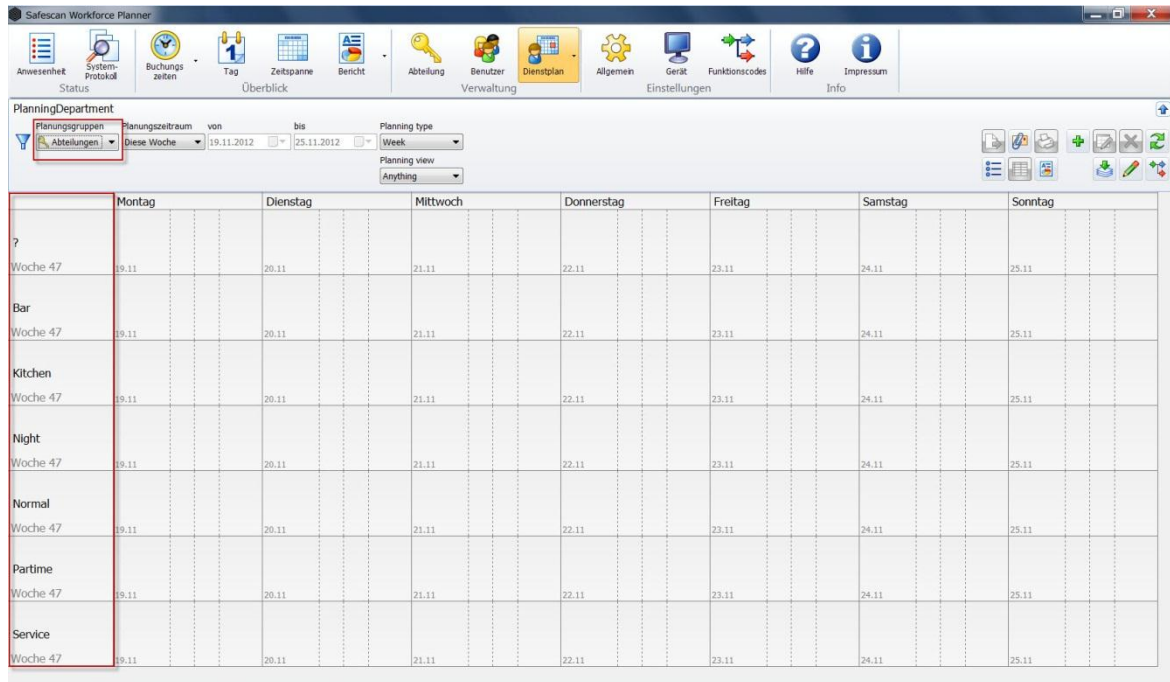 Safescan Workforce Planner
Anwesenheit System-Protokoll Buchungszeiten Tag Zeitspanne Bericht Abteilung Benutzer Dienstplan Allgemein Gerät Funktionscodes Hilfe Impressum
Status Überblick Verwaltung Einstellungen Info
PlanningDepartment
Planungsgruppen Planungszeitraum von bis Planning type
Abteilungen Diese Woche 19.11.2012 25.11.2012 Week
Planning view
Anything
Montag Dienstag Mittwoch Donnerstag Freitag Samstag Sonntag
?
Woche 47 19.11 20.11 21.11 22.11 23.11 24.11 25.11
Bar
Woche 47 19.11 20.11 21.11 22.11 23.11 24.11 25.11
Kitchen
Woche 47 19.11 20.11 21.11 22.11 23.11 24.11 25.11
Night
Woche 47 19.11 20.11 21.11 22.11 23.11 24.11 25.11
Normal
Woche 47 19.11 20.11 21.11 22.11 23.11 24.11 25.11
Partime
Woche 47 19.11 20.11 21.11 22.11 23.11 24.11 25.11
Service
Woche 47 19.11 20.11 21.11 22.11 23.11 24.11 25.11